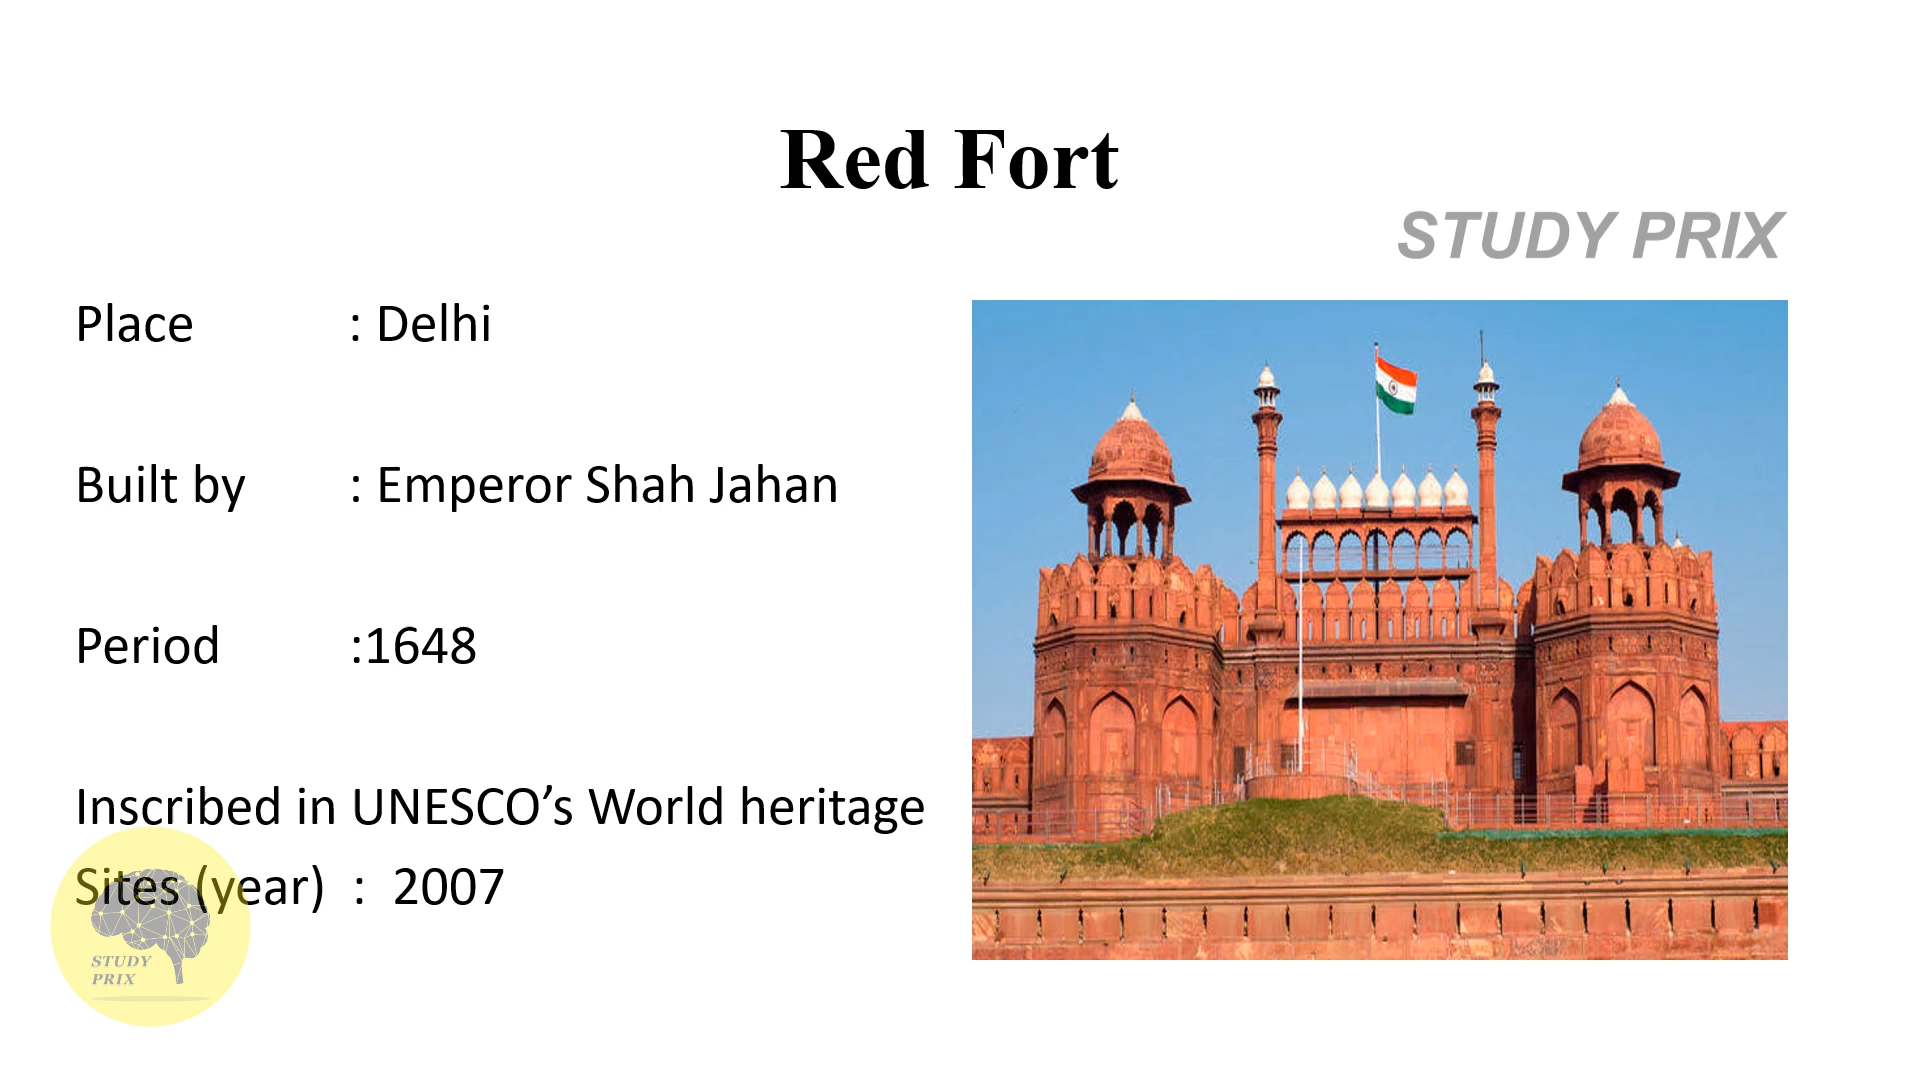 Red Fort
STUDY PRIX
Place : Delhi
Built by : Emperor Shah Jahan
Period :1648
Inscribed in UNESCO’s World heritage
Sites (year) : 2007
STUDY
PRIX